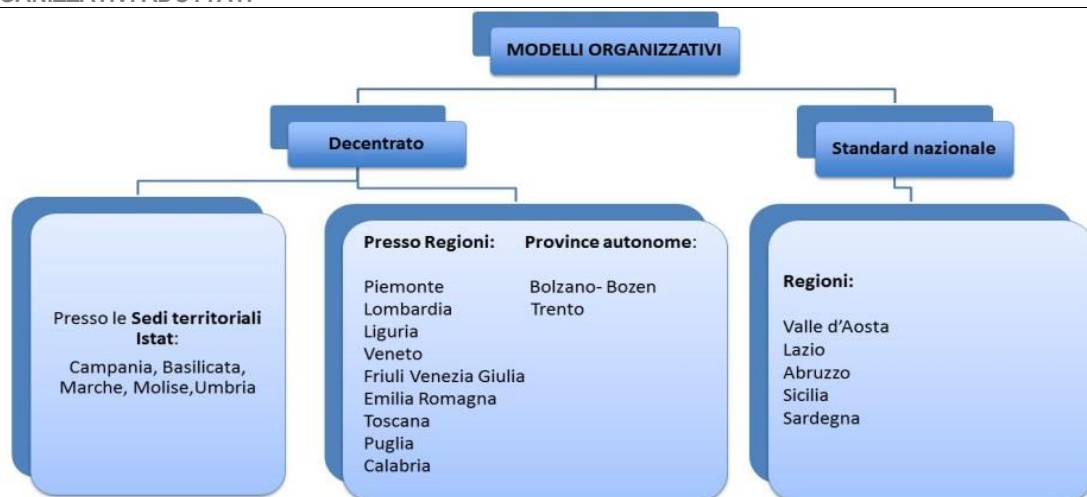 MODELLI ORGANIZZATIVI
Decentrato
Standard nazionale
Presso le Sedi territoriali
Istat:
Campania, Basilicata,
Marche, Molise,Umbria
Presso Regioni:
Piemonte
Lombardia
Liguria
Veneto
Friuli Venezia Giulia
Emilia Romagna
Toscana
Puglia
Calabria
Province autonome:
Bolzano- Bozen
Trento
Regioni:
Valle d’Aosta
Lazio
Abruzzo
Sicilia
Sardegna